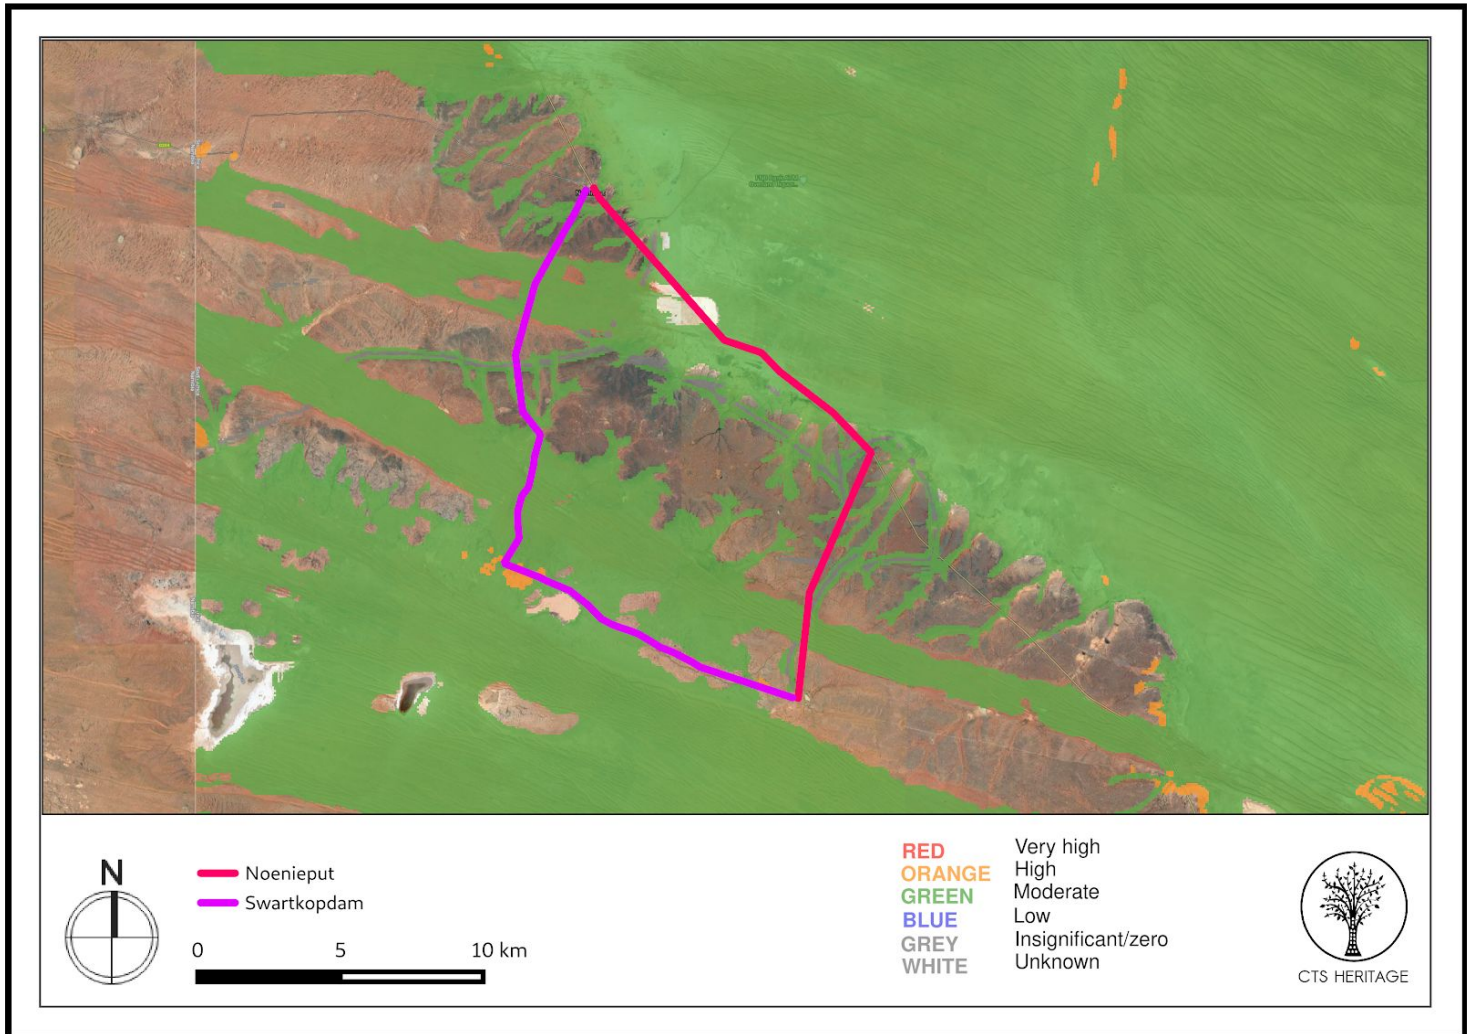 N
Noenieput
Swartkopdam
0 5 10 km
RED Very high
ORANGE High
GREEN Moderate
BLUE Low
GREY Insignificant/zero
WHITE Unknown
CTS HERITAGE